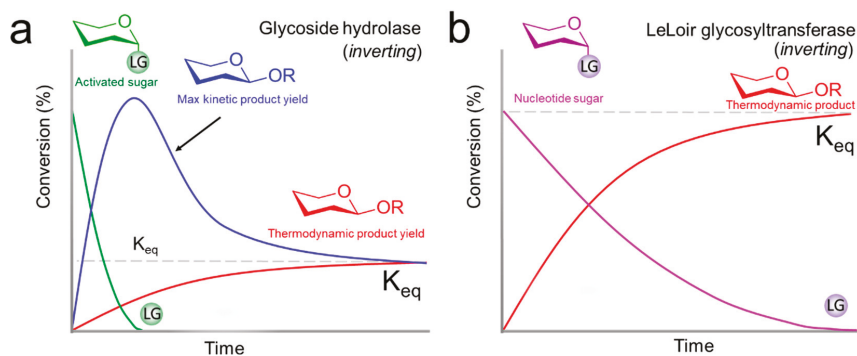 a
Glycoside hydrolase
(inverting)
O
LG
Activated sugar
O
OR
Max kinetic product yield
O
OR
Thermodynamic product yield
Keq
Keq
LG
Conversion (%)
Time
b
LeLoir glycosyltransferase
(inverting)
O
LG
Nucleotide sugar
O
OR
Thermodynamic product
Keq
LG
Conversion (%)
Time